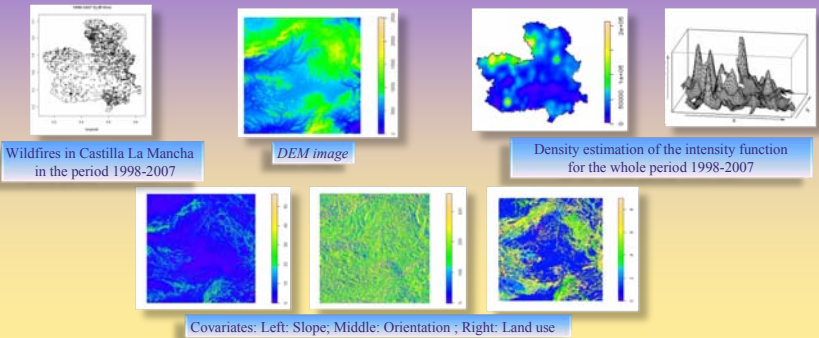 Wildfires in Castilla La Mancha
in the period 1998-2007
DEM image
Density estimation of the intensity function
for the whole period 1998-2007
Covariates: Left: Slope; Middle: Orientation ; Right: Land use